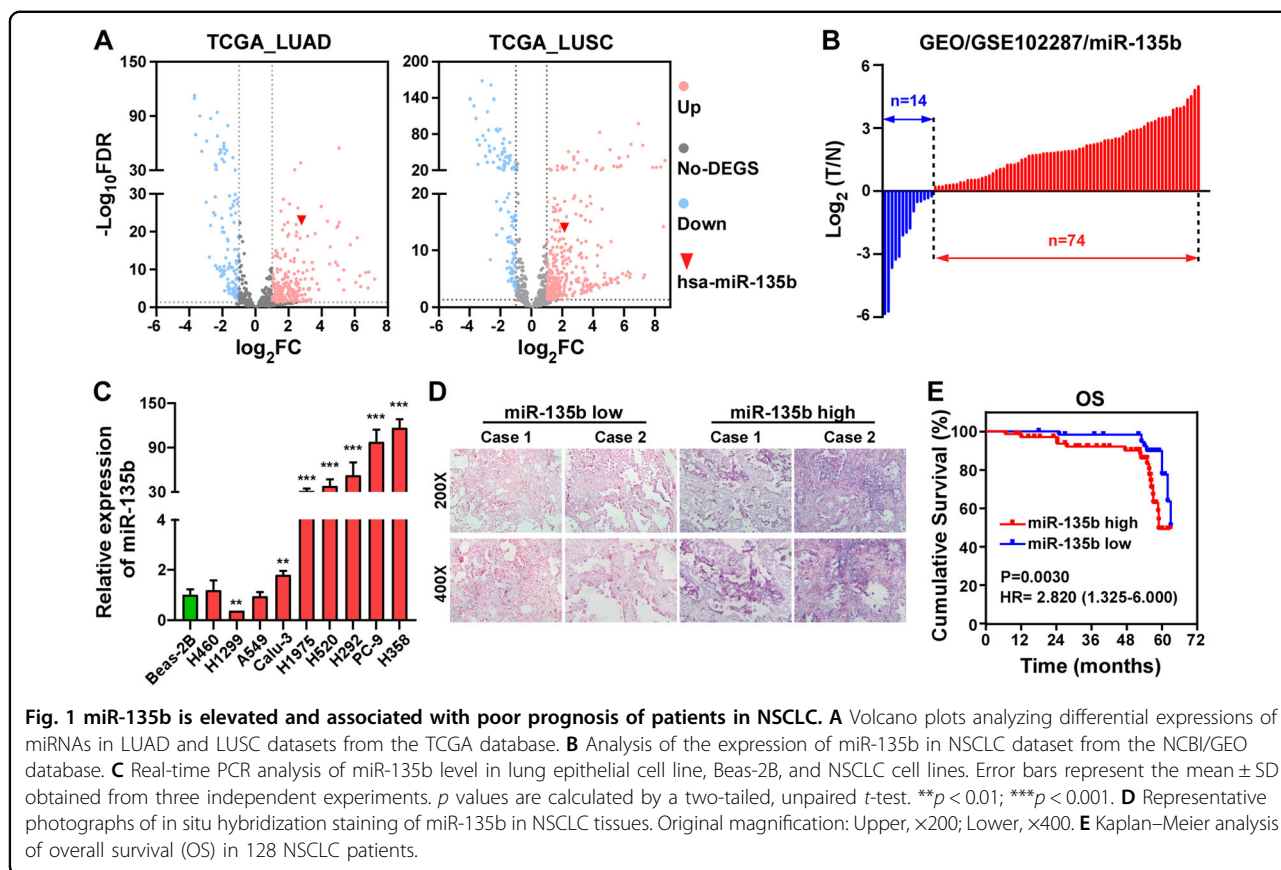 A
TCGA_LUAD
TCGA_LUSC
-Log10FDR
150
90
30
30
20
10
0
-6 -4 -2 0 2 4 6 8
log2FC
200
160
120
80
40
20
20
16
12
8
4
0
-6 -4 -2 0 2 4 6 8
log2FC
Up
No-DEGS
Down
hsa-miR-135b
B
GEO/GSE102287/miR-135b
Log2 (T/N)
6
3
0
-3
-6
n=14
n=74
C
Relative expression
of miR-135b
150
90
30
4
2
0
** ** *** *** *** *** ***
Beas-2B
H460
H1299
A549
Calu-3
H1975
H520
H292
PC-9
H358
D
miR-135b low miR-135b high
Case 1 Case 2 Case 1 Case 2
200X
400X
E
OS
Cumulative Survival (%)
100
80
60
40
20
0
miR-135b high
miR-135b low
P=0.0030
HR= 2.820 (1.325-6.000)
0 12 24 36 48 60 72
Time (months)
Fig. 1 miR-135b is elevated and associated with poor prognosis of patients in NSCLC. A Volcano plots analyzing differential expressions of
miRNAs in LUAD and LUSC datasets from the TCGA database. B Analysis of the expression of miR-135b in NSCLC dataset from the NCBI/GEO
database. C Real-time PCR analysis of miR-135b level in lung epithelial cell line, Beas-2B, and NSCLC cell lines. Error bars represent the mean ± SD
obtained from three independent experiments. p values are calculated by a two-tailed, unpaired t-test. **p < 0.01; ***p < 0.001. D Representative
photographs of in situ hybridization staining of miR-135b in NSCLC tissues. Original magnification: Upper, ×200; Lower, ×400. E Kaplan–Meier analysis
of overall survival (OS) in 128 NSCLC patients.